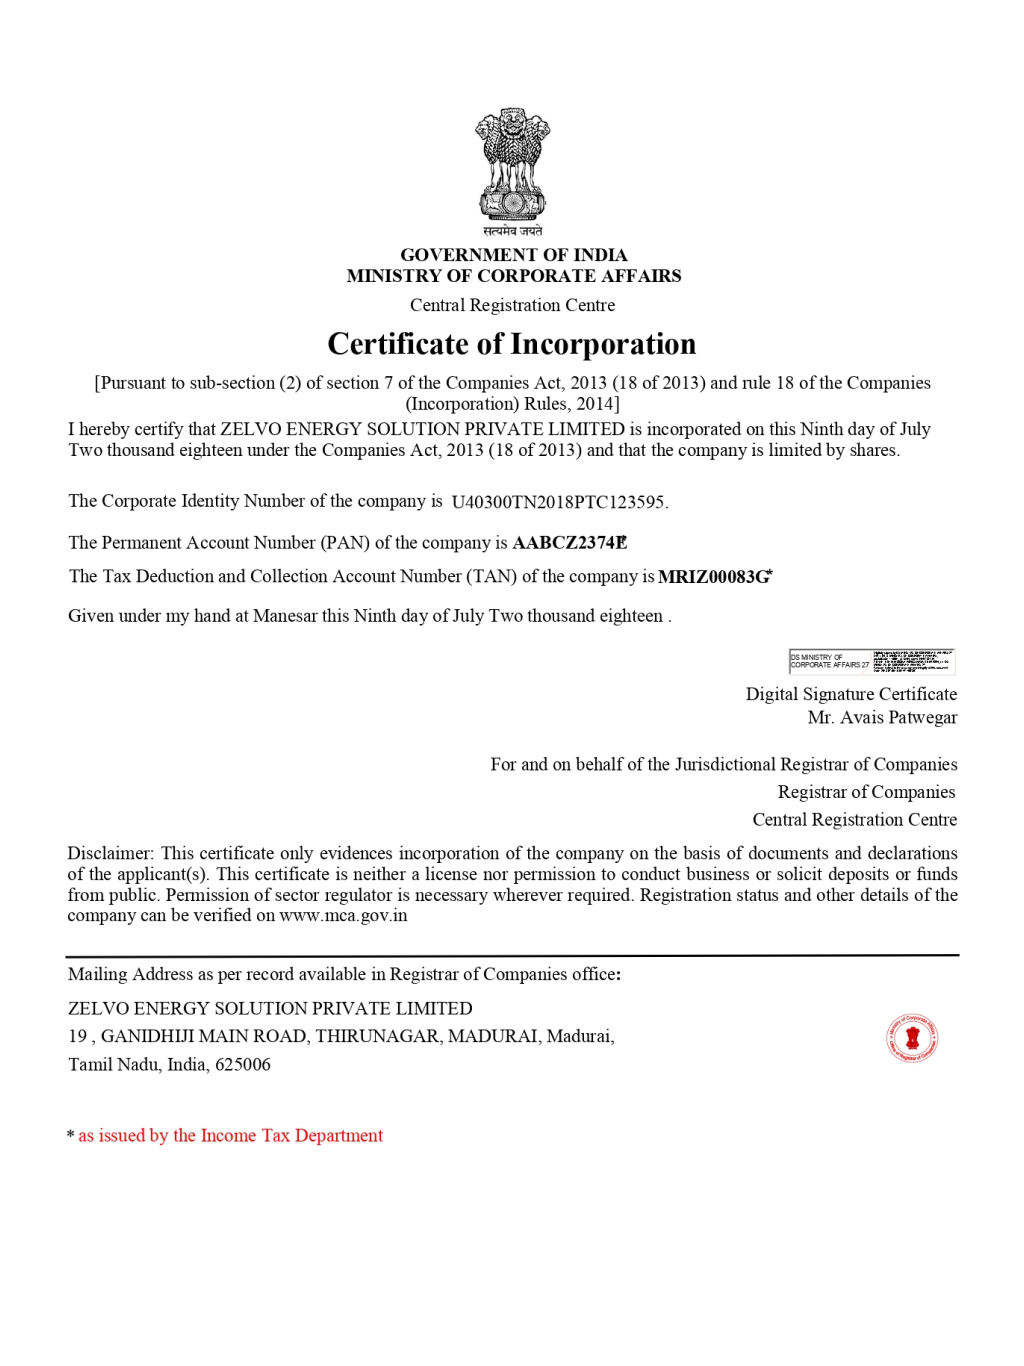 सत्यमेव जयते
GOVERNMENT OF INDIA
MINISTRY OF CORPORATE AFFAIRS
Central Registration Centre
Certificate of Incorporation
[Pursuant to sub-section (2) of section 7 of the Companies Act, 2013 (18 of 2013) and rule 18 of the Companies
(Incorporation) Rules, 2014]
I hereby certify that ZELVO ENERGY SOLUTION PRIVATE LIMITED is incorporated on this Ninth day of July
Two thousand eighteen under the Companies Act, 2013 (18 of 2013) and that the company is limited by shares.
The Corporate Identity Number of the company is U40300TN2018PTC123595.
The Permanent Account Number (PAN) of the company is AABCZ2374E*
The Tax Deduction and Collection Account Number (TAN) of the company is MRIZ00083G*
Given under my hand at Manesar this Ninth day of July Two thousand eighteen .
DS MINISTRY OF
CORPORATE AFFAIRS 27
Digital Signature Certificate
Mr. Avais Patwegar
For and on behalf of the Jurisdictional Registrar of Companies
Registrar of Companies
Central Registration Centre
Disclaimer: This certificate only evidences incorporation of the company on the basis of documents and declarations
of the applicant(s). This certificate is neither a license nor permission to conduct business or solicit deposits or funds
from public. Permission of sector regulator is necessary wherever required. Registration status and other details of the
company can be verified on www.mca.gov.in
Mailing Address as per record available in Registrar of Companies office:
ZELVO ENERGY SOLUTION PRIVATE LIMITED
19 , GANIDHIJI MAIN ROAD, THIRUNAGAR, MADURAI, Madurai,
Tamil Nadu, India, 625006
Ministry of Corporate Affairs
Office of Registrar of Companies
* as issued by the Income Tax Department